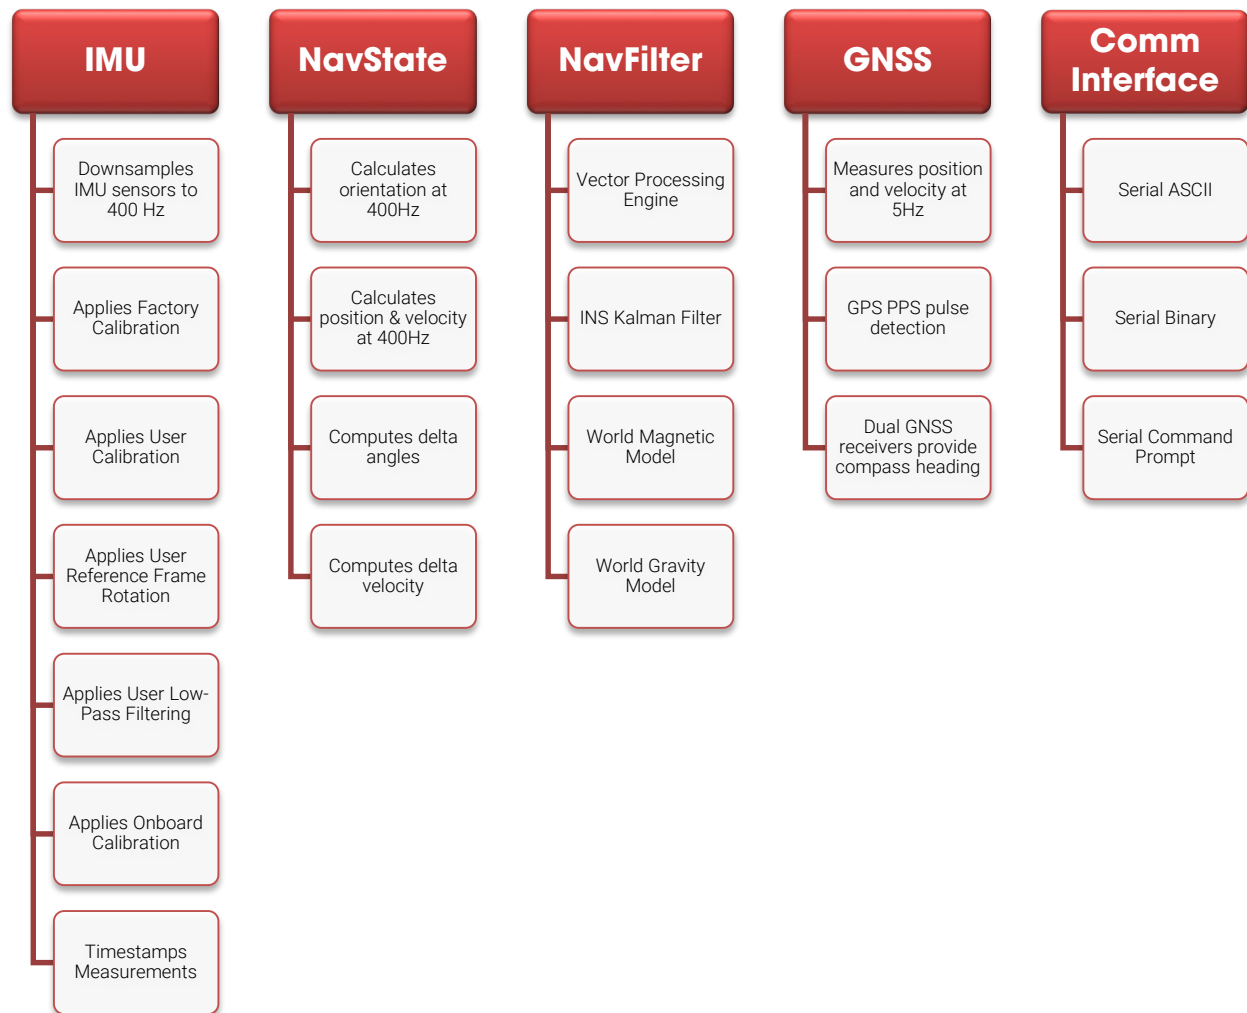 IMU
Downsamples
IMU sensors to
400 Hz
Applies Factory
Calibration
Applies User
Calibration
Applies User
Reference Frame
Rotation
Applies User Low-
Pass Filtering
Applies Onboard
Calibration
Timestamps
Measurements
NavState
Calculates
orientation at
400Hz
Calculates
position & velocity
at 400Hz
Computes delta
angles
Computes delta
velocity
NavFilter
Vector Processing
Engine
INS Kalman Filter
World Magnetic
Model
World Gravity
Model
GNSS
Measures position
and velocity at
5Hz
GPS PPS pulse
detection
Dual GNSS
receivers provide
compass heading
Comm
Interface
Serial ASCII
Serial Binary
Serial Command
Prompt